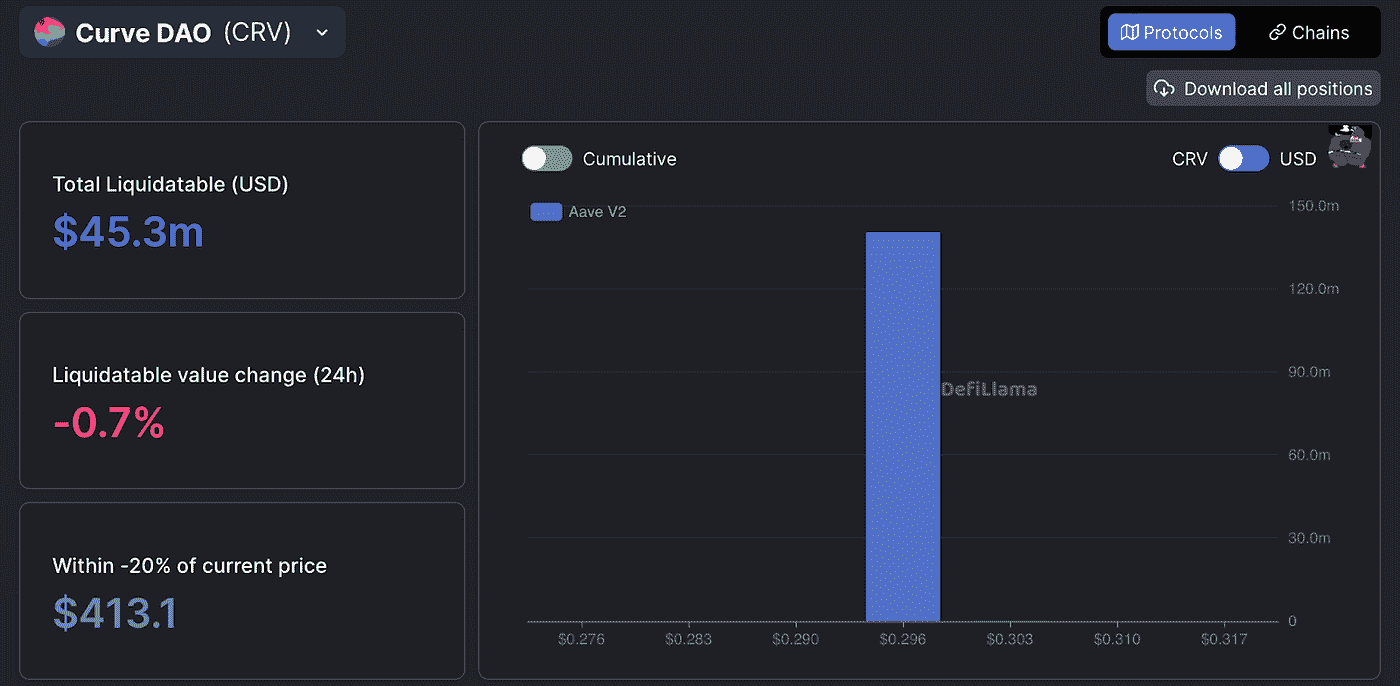 Curve DAO (CRV)
Protocols
Chains
Download all positions
Total Liquidatable (USD)
$45.3m
Liquidatable value change (24h)
-0.7%
Within -20% of current price
$413.1
Cumulative
CRV
USD
Aave V2
150.0m
120.0m
90.0m
60.0m
30.0m
0
DefiLlama
$0.276
$0.283
$0.290
$0.296
$0.303
$0.310
$0.317